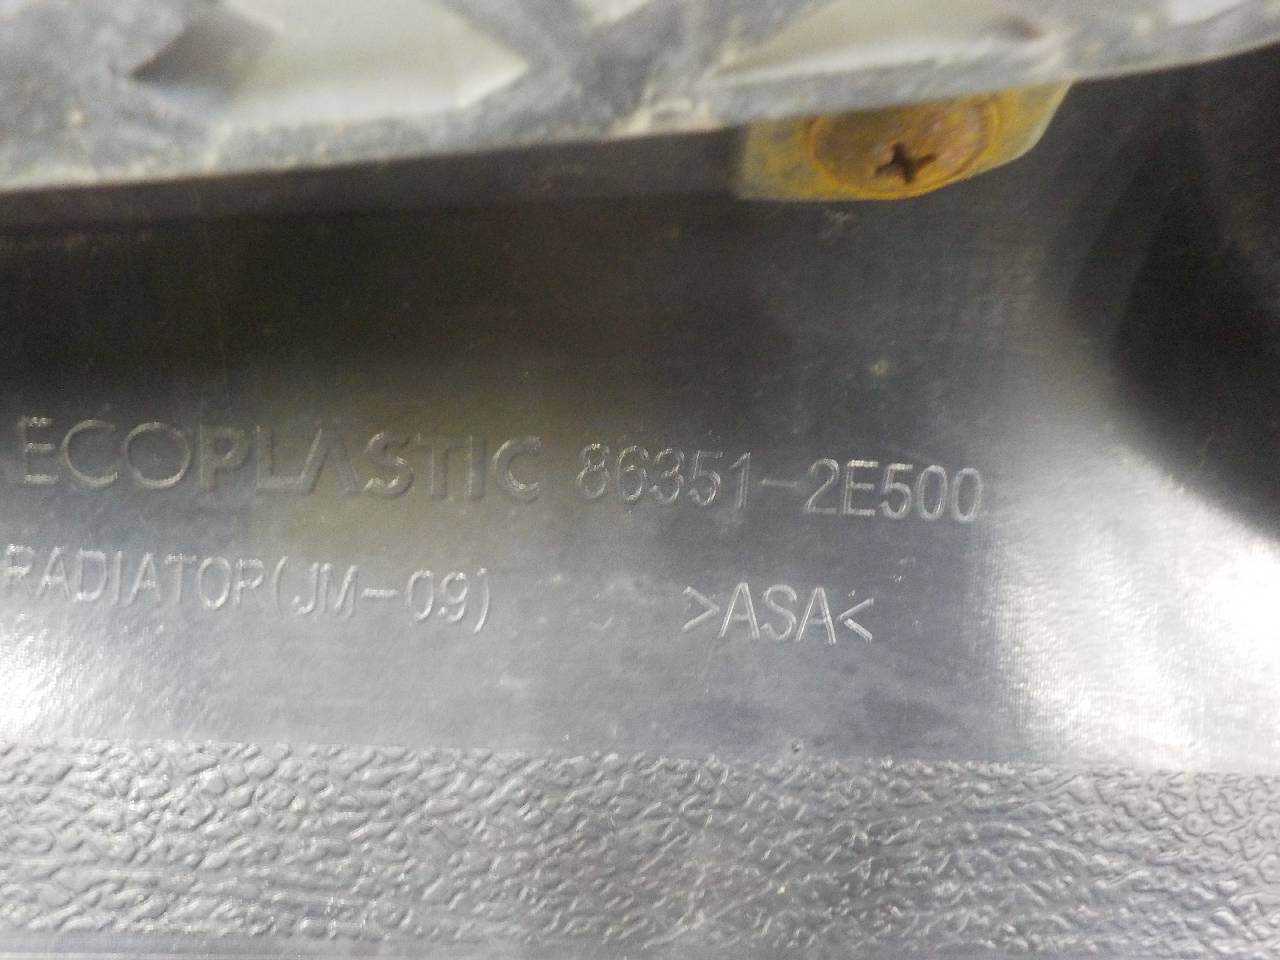 ECOPLASTIC 86351-2E500
RADIATOR(JM-09) >ASA<